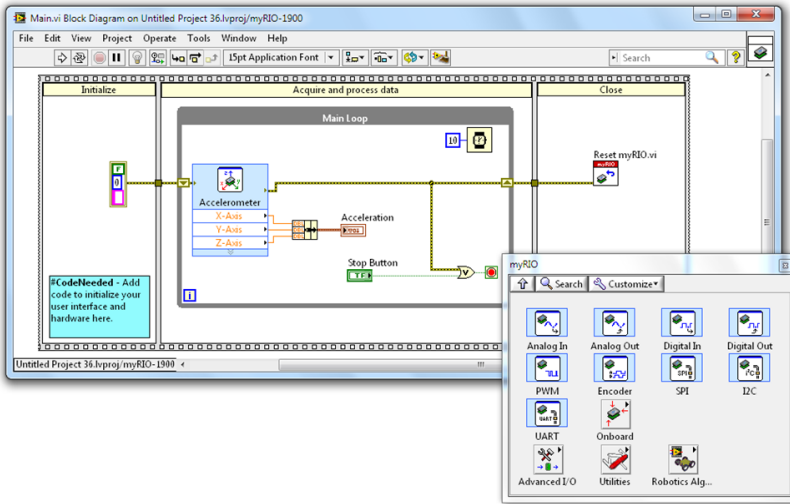 Main.vi Block Diagram on Untitled Project 36.lvproj/myRIO-1900
File Edit View Project Operate Tools Window Help
15pt Application Font
Search
?
Initialize
Acquire and process data
Close
Main Loop
10
Reset myRIO.vi
myRIO
F
0
Accelerometer
X-Axis
Y-Axis
Z-Axis
Acceleration
Stop Button
TF
V
i
#CodeNeeded - Add
code to initialize your
user interface and
hardware here.
Untitled Project 36.lvproj/myRIO-1900
myRIO
Search
Customize
Analog In
Analog Out
Digital In
Digital Out
PWM
Encoder
SPI
SPI
I2C
I²C
UART
UART
Onboard
Advanced I/O
Utilities
Robotics Alg...